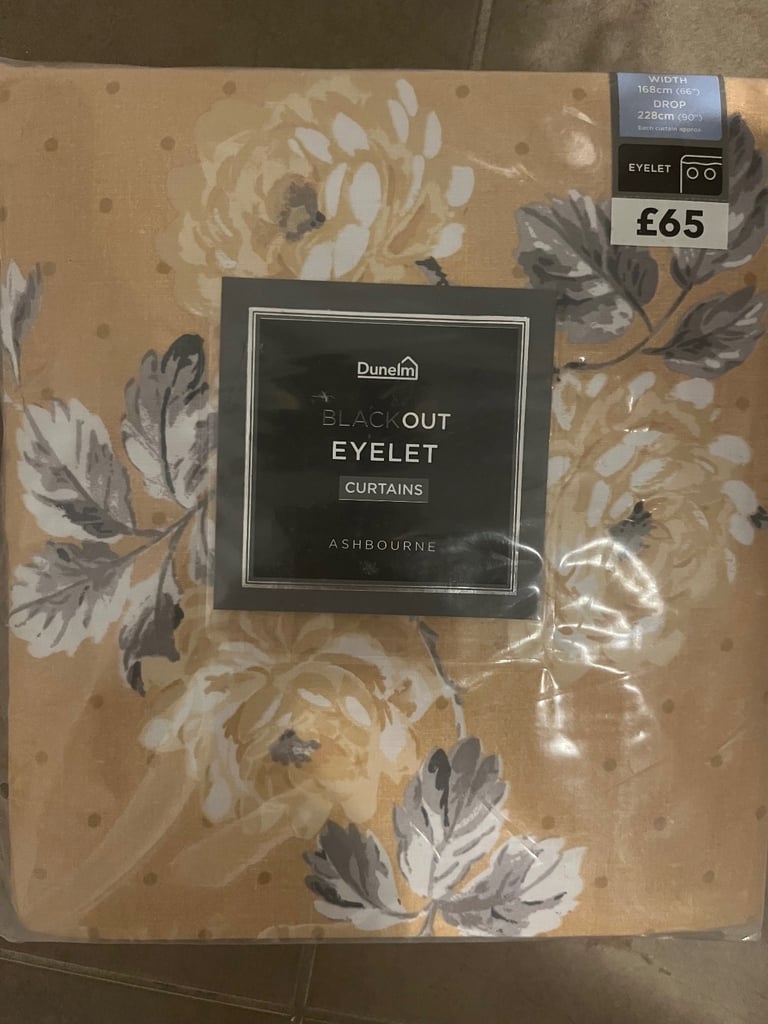 WIDTH
168cm (66")
DROP
228cm (90")
Each curtain approx
EYELET
£65
Dunelm
BLACKOUT
EYELET
CURTAINS
ASHBOURNE